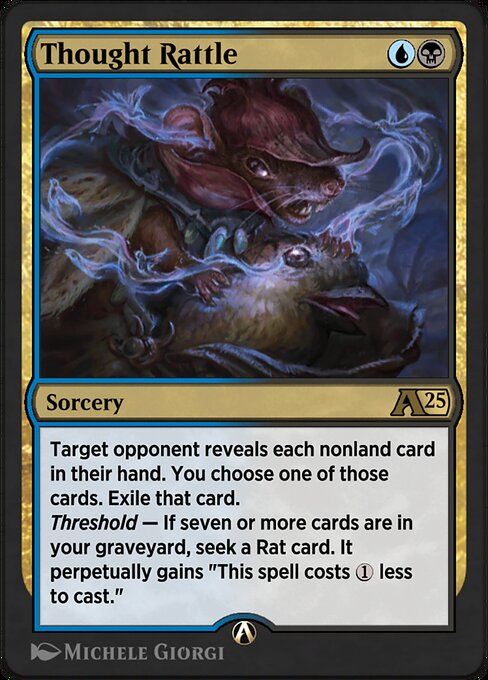 Thought Rattle
Sorcery
A25
Target opponent reveals each nonland card
in their hand. You choose one of those
cards. Exile that card.
Threshold — If seven or more cards are in
your graveyard, seek a Rat card. It
perpetually gains "This spell costs 1 less
to cast."
A
Michele Giorgi